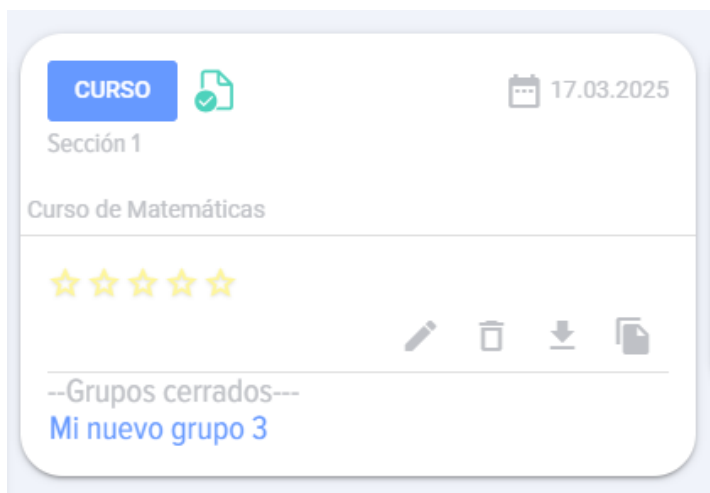 CURSO
17.03.2025
Sección 1
Curso de Matemáticas
--Grupos cerrados---
Mi nuevo grupo 3